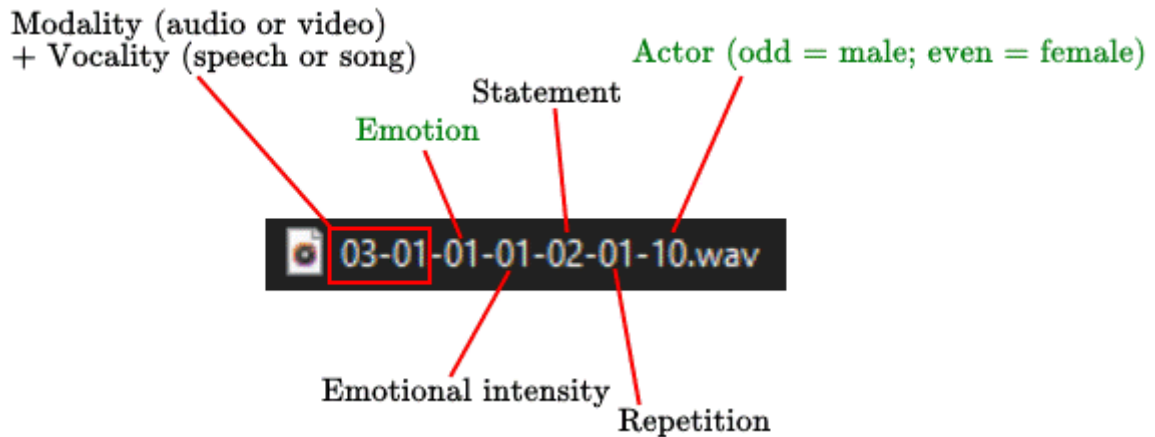 Modality (audio or video)
+ Vocality (speech or song)
Actor (odd = male; even = female)
Statement
Emotion
03-01-01-01-02-01-10.wav
Emotional intensity
Repetition